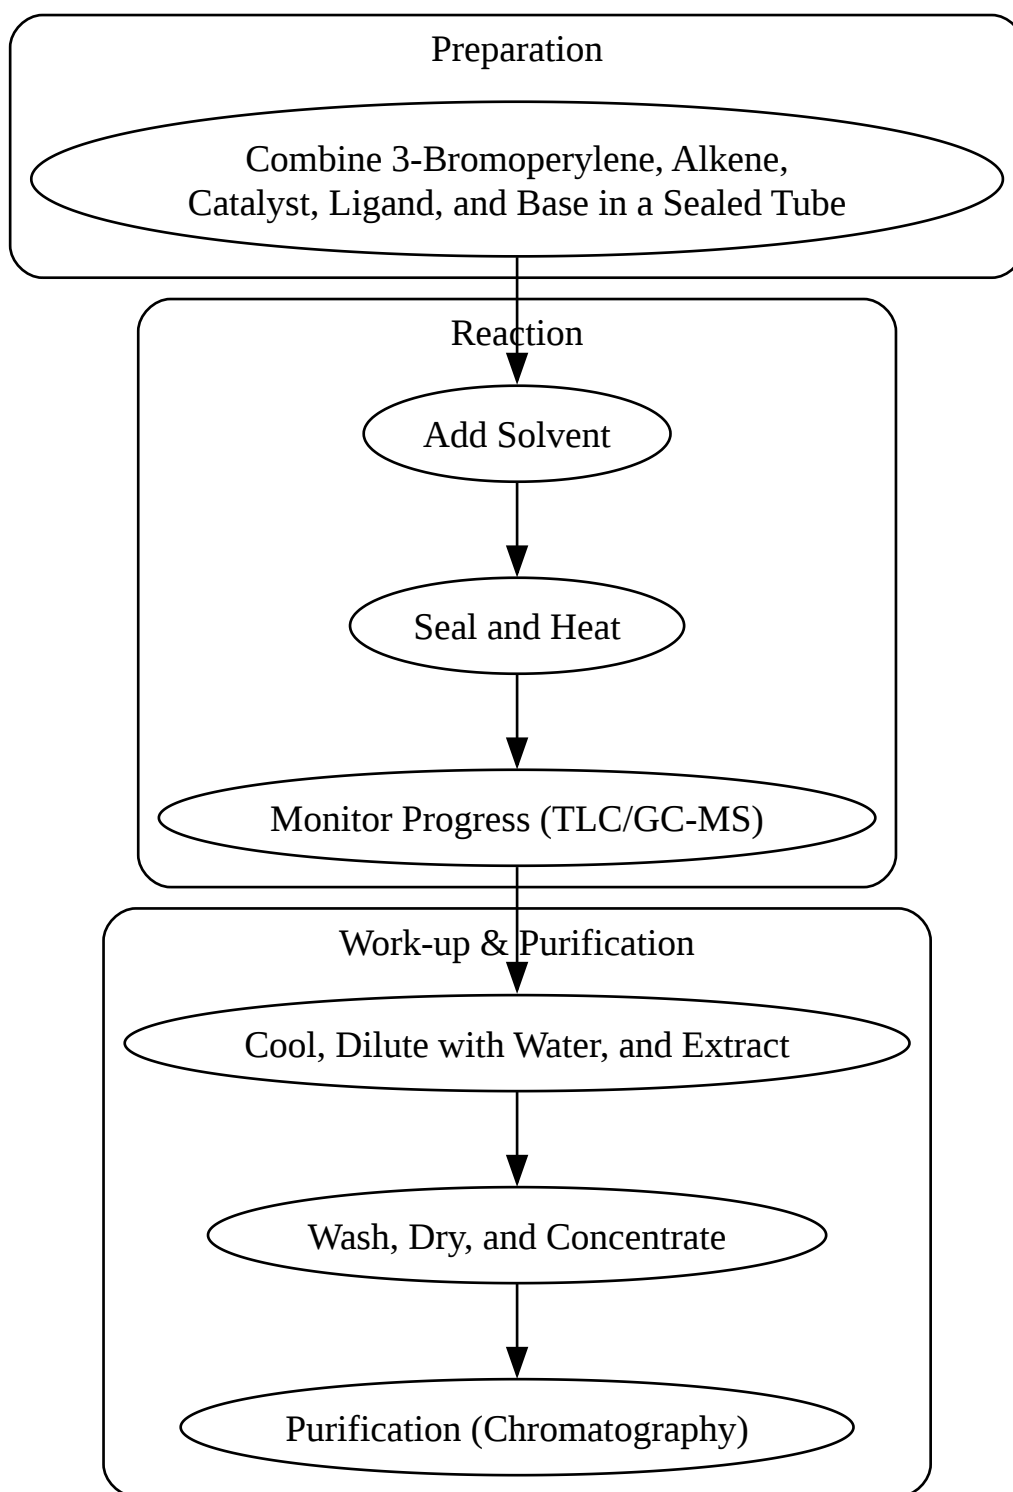 Preparation
Combine 3-Bromoperylene, Alkene,
Catalyst, Ligand, and Base in a Sealed Tube
Reaction
Add Solvent
Seal and Heat
Monitor Progress (TLC/GC-MS)
Work-up & Purification
Cool, Dilute with Water, and Extract
Wash, Dry, and Concentrate
Purification (Chromatography)